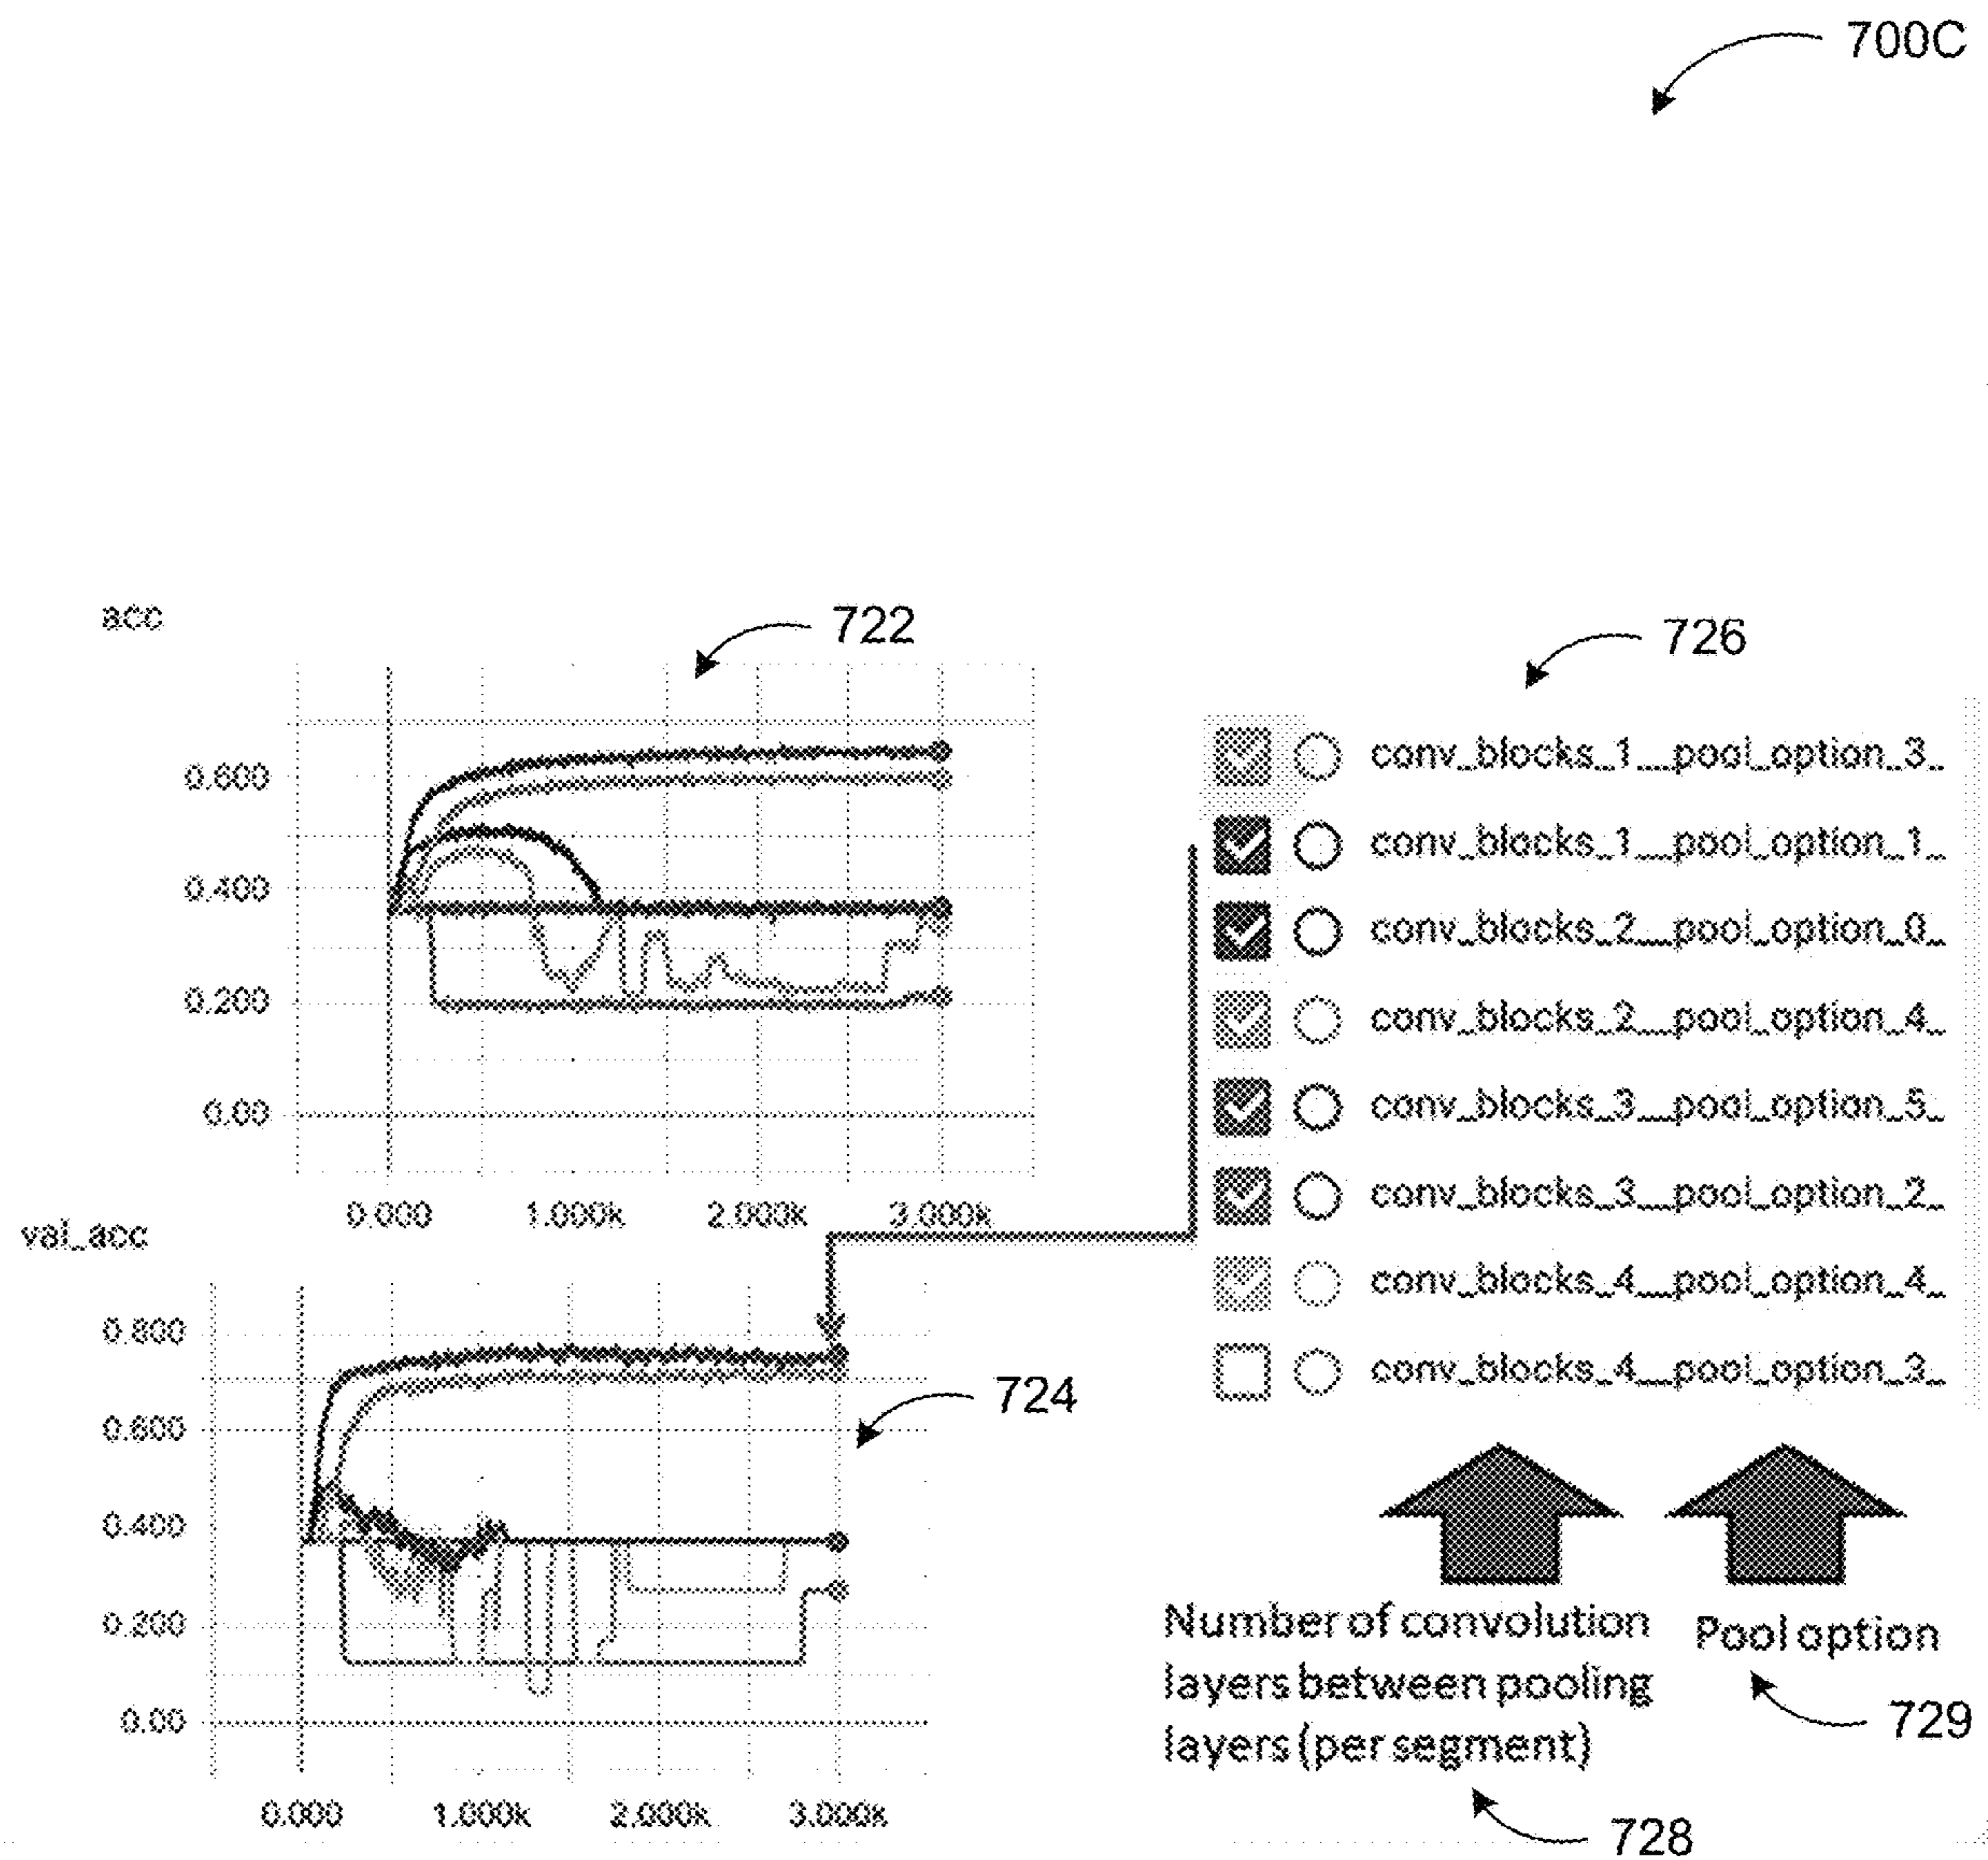 700C
acc
722
0.600
0.400
0.200
0.00
0.000 1.000k 2.000k 3.000k
val_acc
0.800
0.600
0.400
0.200
0.00
0.000 1.000k 2.000k 3.000k
724
726
conv_blocks_1__pool_option_3_
conv_blocks_1__pool_option_1_
conv_blocks_2__pool_option_0_
conv_blocks_2__pool_option_4_
conv_blocks_3__pool_option_5_
conv_blocks_3__pool_option_2_
conv_blocks_4__pool_option_4_
conv_blocks_4__pool_option_3_
Number of convolution
layers between pooling
layers (per segment)
728
Pool option
729